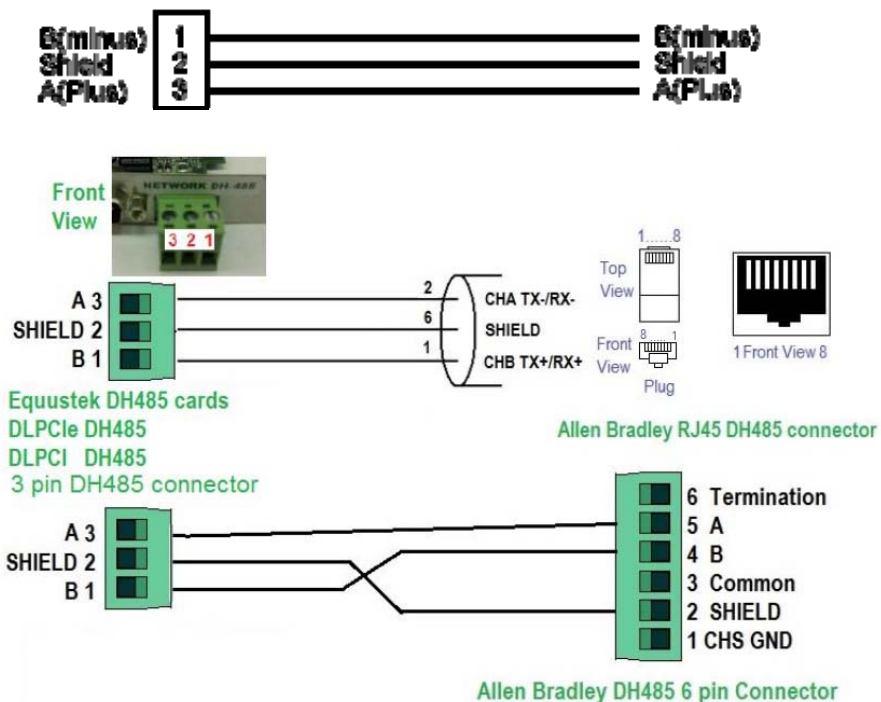 B(minus) 1 B(minus)
Shield 2 Shield
A(Plus) 3 A(Plus)
Front
View
NETWORK DH-485
3 2 1
A 3
SHIELD 2
B 1
2 CHA TX-/RX-
6 SHIELD
1 CHB TX+/RX+
1......8
Top
View
8 1
Front
View
Plug
1 Front View 8
Equustek DH485 cards
DLPCIe DH485
DLPCI DH485
3 pin DH485 connector
Allen Bradley RJ45 DH485 connector
A 3
SHIELD 2
B 1
6 Termination
5 A
4 B
3 Common
2 SHIELD
1 CHS GND
Allen Bradley DH485 6 pin Connector